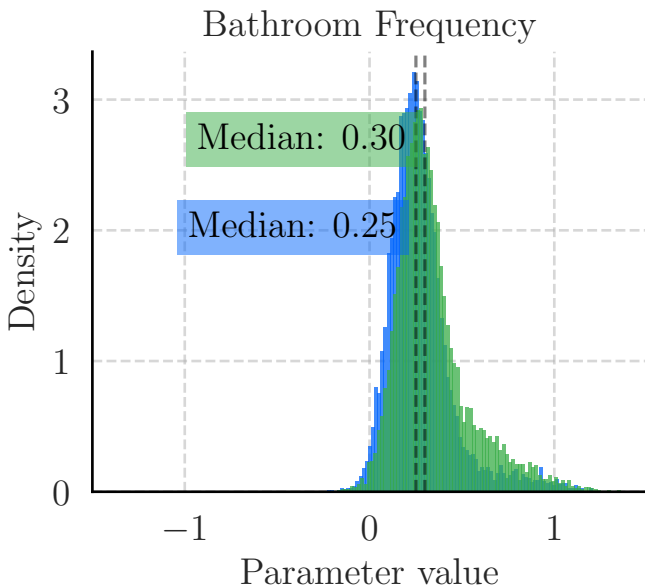 Bathroom Frequency
3
Median: 0.30
2
Median: 0.25
Density
1
0
−1
0
1
Parameter value